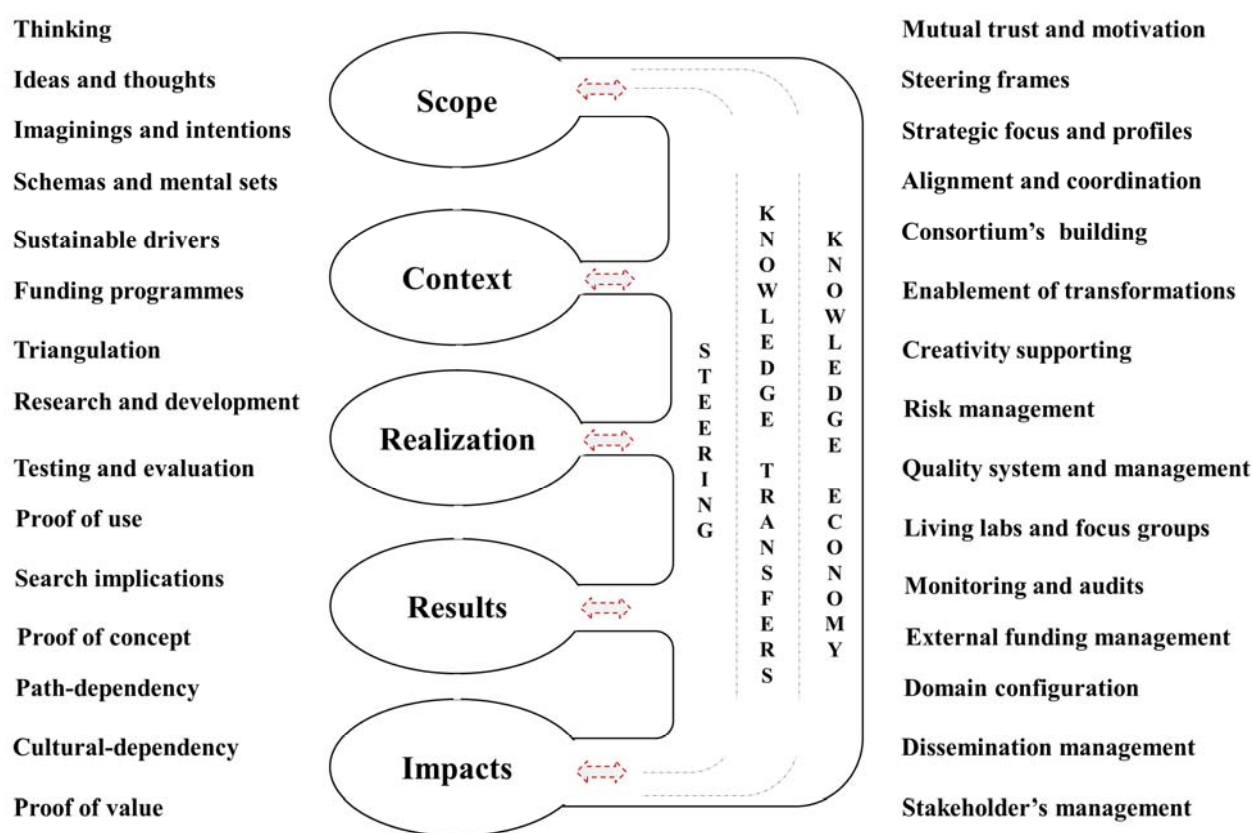 Thinking
Ideas and thoughts
Imaginings and intentions
Schemas and mental sets
Sustainable drivers
Funding programmes
Triangulation
Research and development
Testing and evaluation
Proof of use
Search implications
Proof of concept
Path-dependency
Cultural-dependency
Proof of value
Scope
Context
Realization
Results
Impacts
STEERING
KNOWLEDGE TRANSFERS
KNOWLEDGE ECONOMY
Mutual trust and motivation
Steering frames
Strategic focus and profiles
Alignment and coordination
Consortium’s building
Enablement of transformations
Creativity supporting
Risk management
Quality system and management
Living labs and focus groups
Monitoring and audits
External funding management
Domain configuration
Dissemination management
Stakeholder’s management